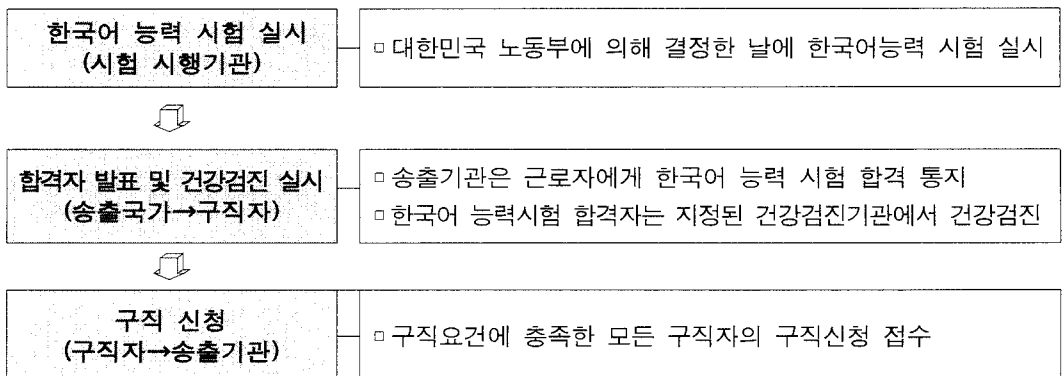 한국어 능력 시험 실시
(시험 시행기관)
▫ 대한민국 노동부에 의해 결정한 날에 한국어능력 시험 실시
합격자 발표 및 건강검진 실시
(송출국가→구직자)
▫ 송출기관은 근로자에게 한국어 능력 시험 합격 통지
▫ 한국어 능력시험 합격자는 지정된 건강검진기관에서 건강검진
구직 신청
(구직자→송출기관)
▫ 구직요건에 충족한 모든 구직자의 구직신청 접수